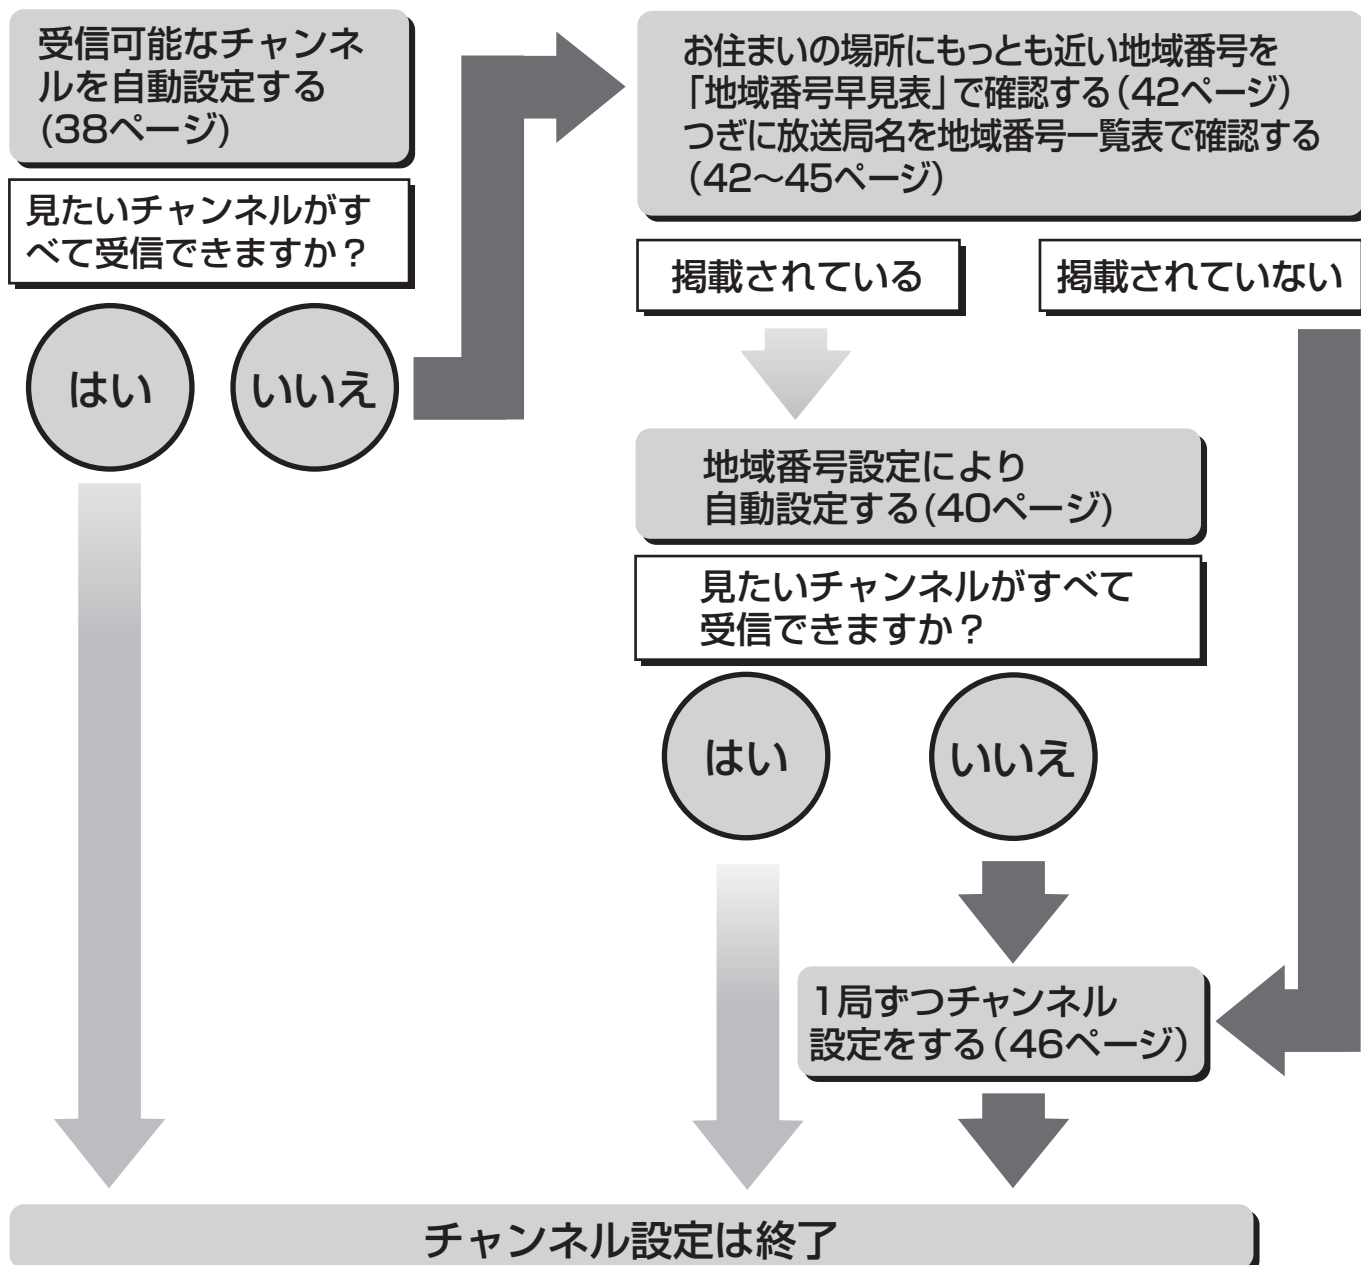 受信可能なチャンネ
ルを自動設定する
(38ページ)
見たいチャンネルがす
べて受信できますか？
はい
いいえ
お住まいの場所にもっとも近い地域番号を
「地域番号早見表」で確認する(42ページ)
つぎに放送局名を地域番号一覧表で確認する
(42～45ページ)
掲載されている
掲載されていない
地域番号設定により
自動設定する(40ページ)
見たいチャンネルがすべて
受信できますか？
はい
いいえ
1局ずつチャンネル
設定をする(46ページ)
チャンネル設定は終了